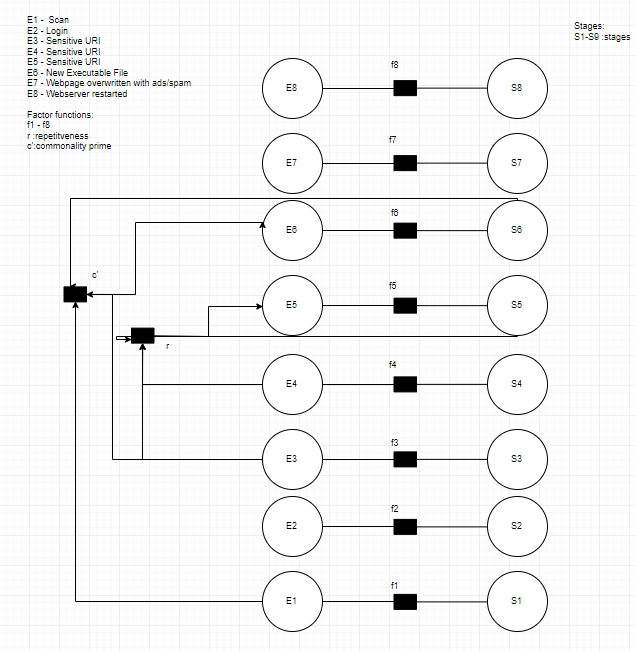 E1 - Scan
E2 - Login
E3 - Sensitive URI
E4 - Sensitive URI
E5 - Sensitive URI
E6 - New Executable File
E7 - Webpage overwritten with ads/spam
E8 - Webserver restarted
Factor functions:
f1 - f8
r :repetitveness
c':commonality prime
Stages:
S1-S9 :stages
f8
E8
S8
f7
E7
S7
f6
E6
S6
c'
f5
E5
S5
r
f4
E4
S4
f3
E3
S3
f2
E2
S2
f1
E1
S1